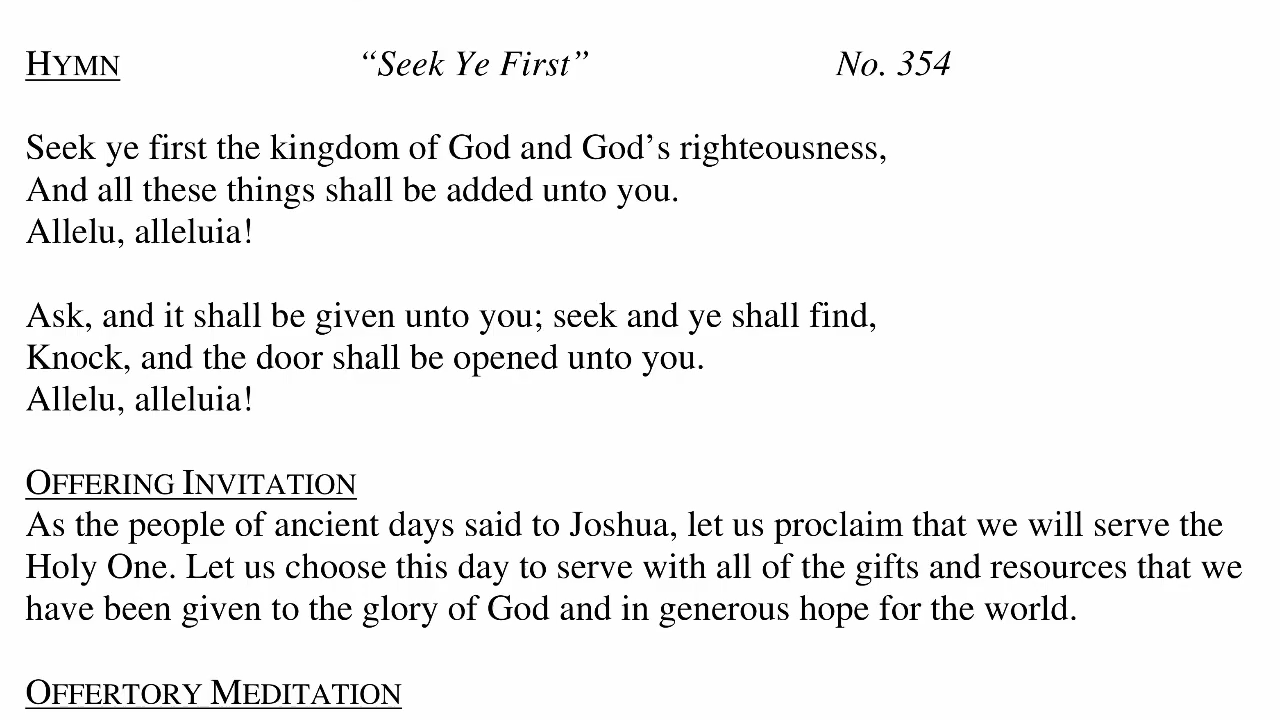 HYMN “Seek Ye First” No. 354
Seek ye first the kingdom of God and God’s righteousness,
And all these things shall be added unto you.
Allelu, alleluia!
Ask, and it shall be given unto you; seek and ye shall find,
Knock, and the door shall be opened unto you.
Allelu, alleluia!
OFFERING INVITATION
As the people of ancient days said to Joshua, let us proclaim that we will serve the
Holy One. Let us choose this day to serve with all of the gifts and resources that we
have been given to the glory of God and in generous hope for the world.
OFFERTORY MEDITATION